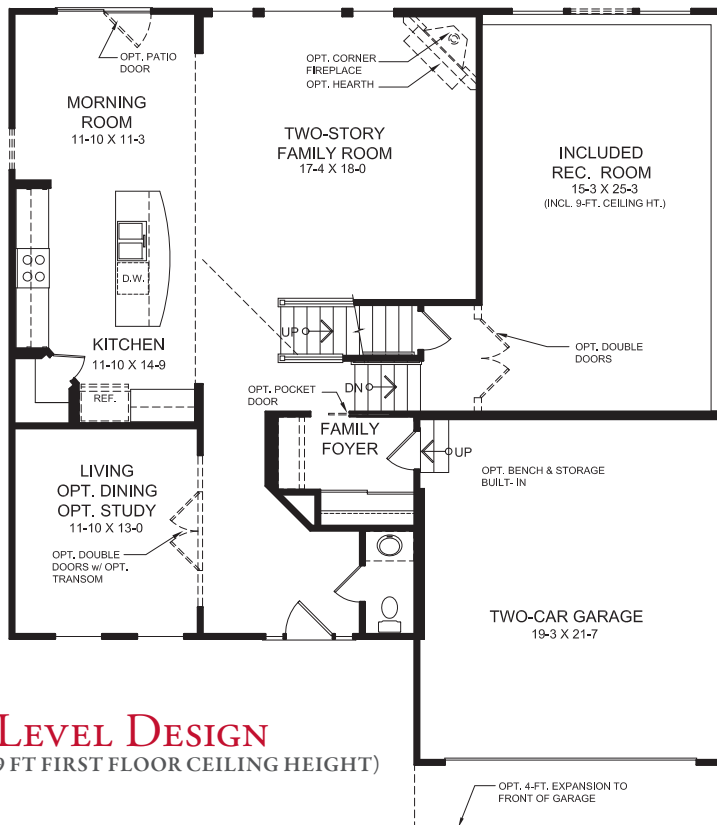 OPT. PATIO
DOOR
OPT. CORNER
FIREPLACE
OPT. HEARTH
MORNING
ROOM
11-10 X 11-3
TWO-STORY
FAMILY ROOM
17-4 X 18-0
INCLUDED
REC. ROOM
15-3 X 25-3
(INCL. 9-FT. CEILING HT.)
D.W.
UP
KITCHEN
11-10 X 14-9
OPT. DOUBLE
DOORS
REF.
OPT. POCKET
DOOR
DN
FAMILY
FOYER
UP
OPT. BENCH & STORAGE
BUILT- IN
LIVING
OPT. DINING
OPT. STUDY
11-10 X 13-0
OPT. DOUBLE
DOORS w/ OPT.
TRANSOM
TWO-CAR GARAGE
19-3 X 21-7
LEVEL DESIGN
9 FT FIRST FLOOR CEILING HEIGHT)
OPT. 4-FT. EXPANSION TO
FRONT OF GARAGE